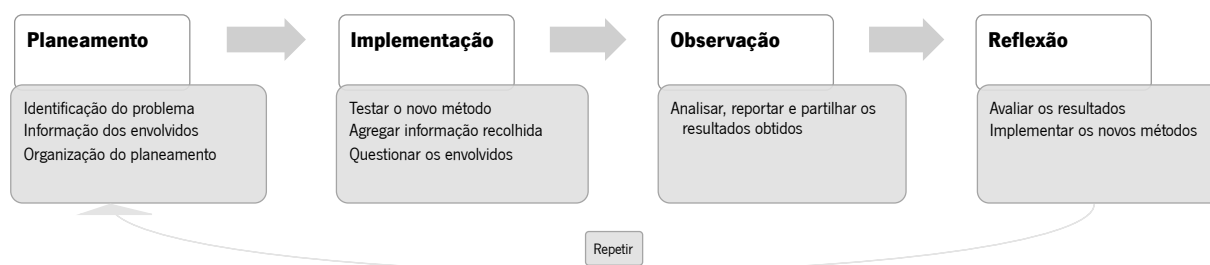 Planeamento
Identificação do problema
Informação dos envolvidos
Organização do planeamento
Implementação
Testar o novo método
Agregar informação recolhida
Questionar os envolvidos
Observação
Analisar, reportar e partilhar os
resultados obtidos
Reflexão
Avaliar os resultados
Implementar os novos métodos
Repetir